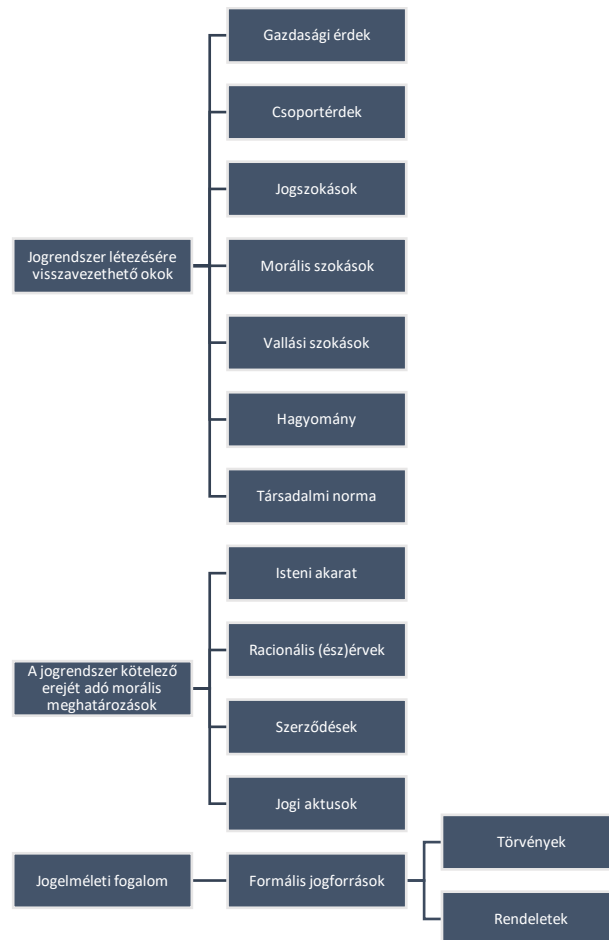 Jogrendszer létezésére
visszavezethető okok
Gazdasági érdek
Csoportérdek
Jogszokások
Morális szokások
Vallási szokások
Hagyomány
Társadalmi norma
A jogrendszer kötelező
erejét adó morális
meghatározások
Isteni akarat
Racionális (ész)érvek
Szerződések
Jogi aktusok
Jogelméleti fogalom
Formális jogforrások
Törvények
Rendeletek